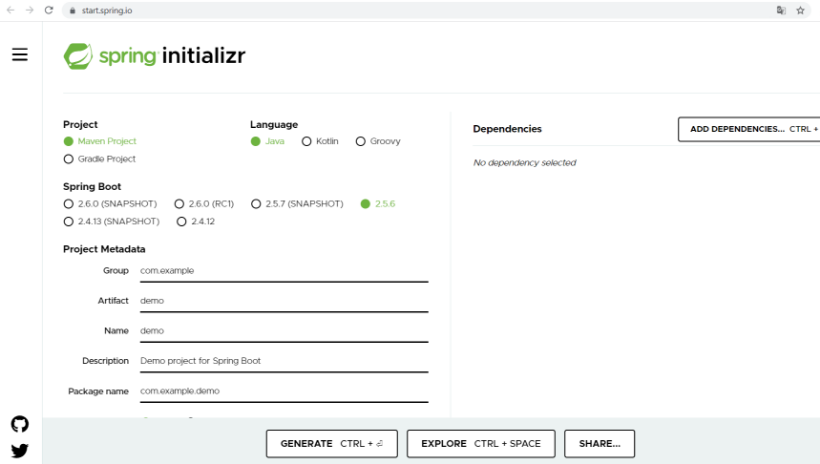 start.spring.io
spring initializr
Project
Maven Project
Gradle Project
Language
Java Kotlin Groovy
Spring Boot
2.6.0 (SNAPSHOT) 2.6.0 (RC1) 2.5.7 (SNAPSHOT) 2.5.6
2.4.13 (SNAPSHOT) 2.4.12
Project Metadata
Group com.example
Artifact demo
Name demo
Description Demo project for Spring Boot
Package name com.example.demo
Dependencies ADD DEPENDENCIES... CTRL +
No dependency selected
GENERATE CTRL + ⏎ EXPLORE CTRL + SPACE SHARE...